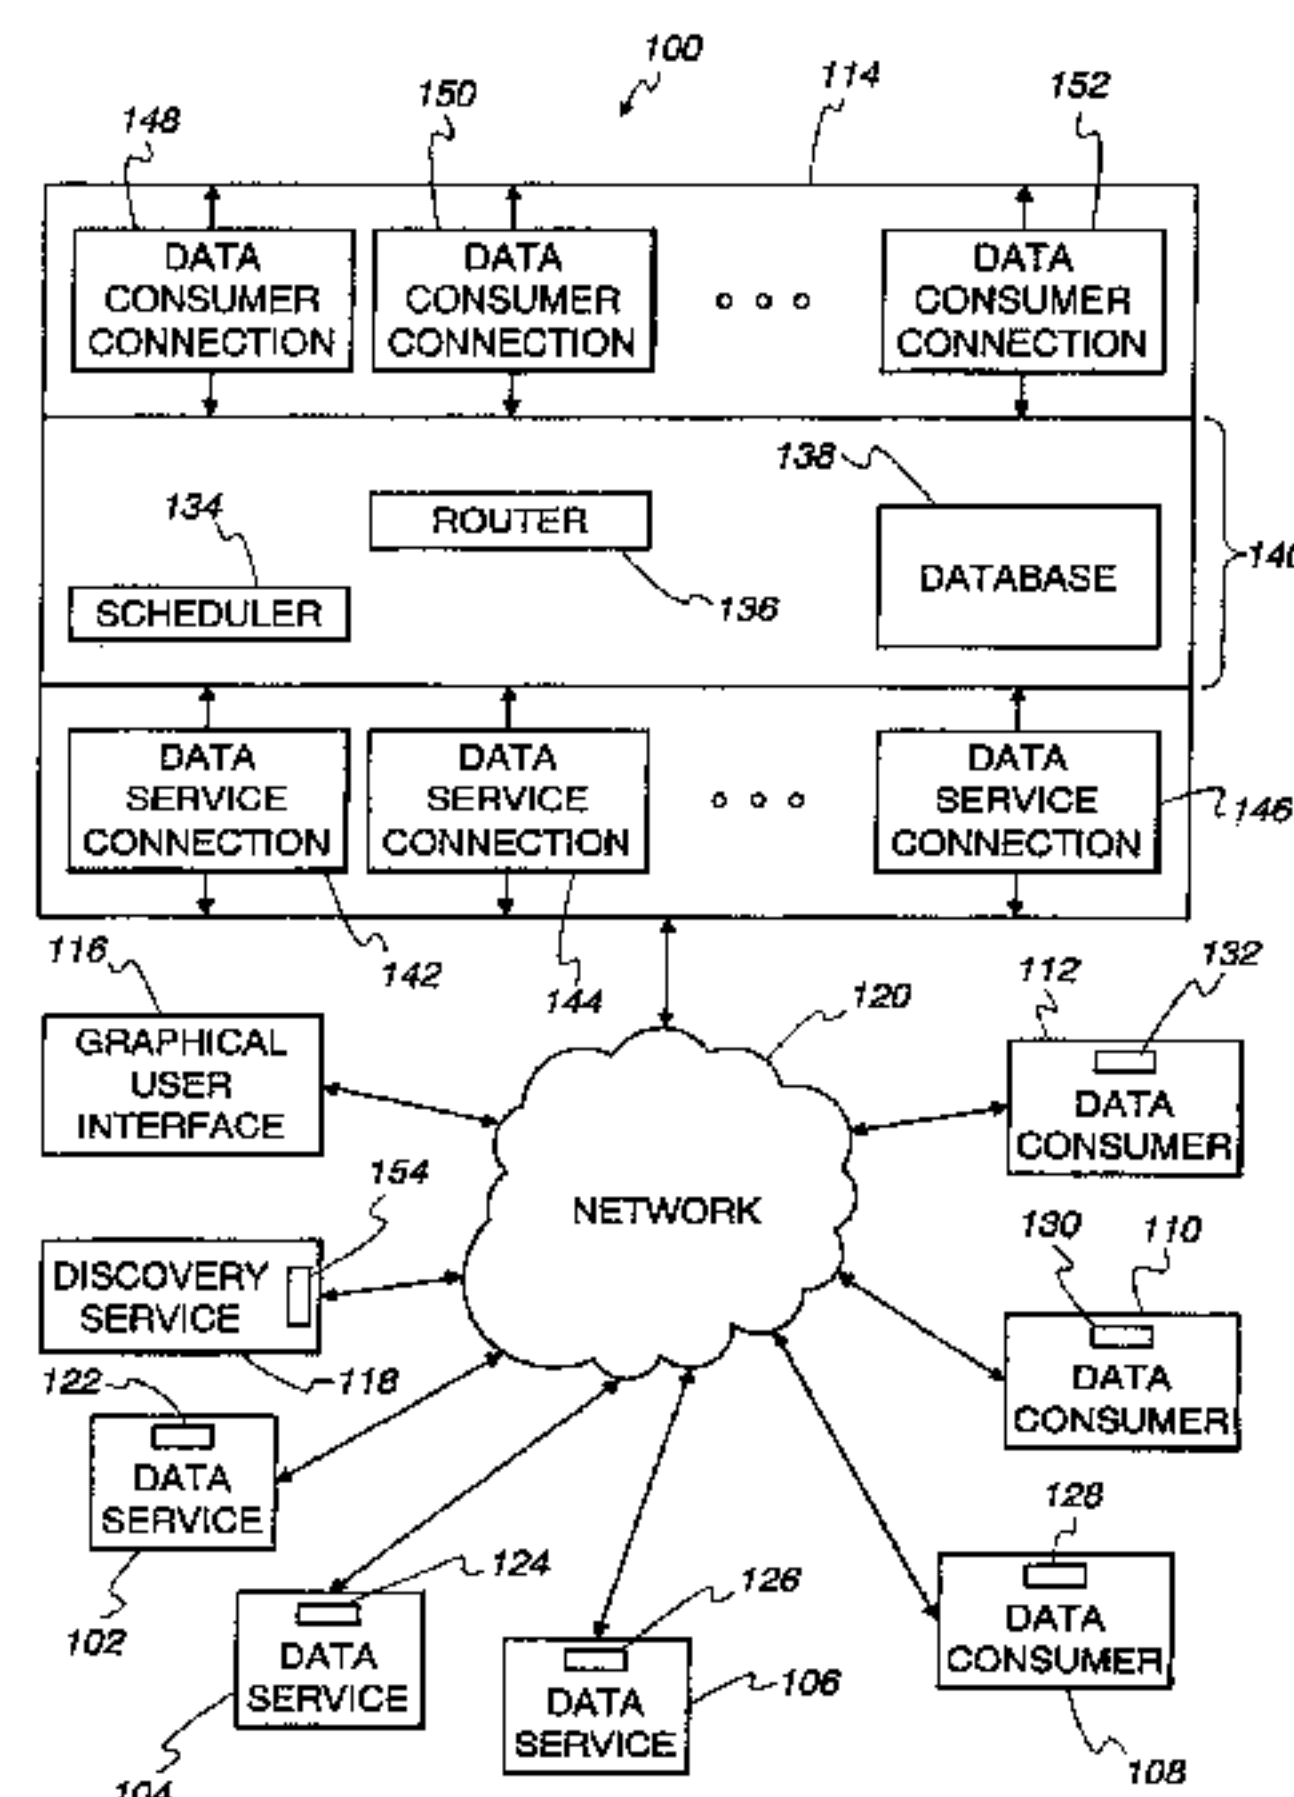 100
114
150
152
148
DATA
CONSUMER
CONNECTION
DATA
CONSUMER
CONNECTION
DATA
CONSUMER
CONNECTION
138
134
ROUTER
140
DATABASE
SCHEDULER
136
DATA
SERVICE
CONNECTION
DATA
SERVICE
CONNECTION
DATA
SERVICE
CONNECTION
146
116
142
144
120
112
132
GRAPHICAL
USER
INTERFACE
DATA
CONSUMER
154
NETWORK
130
110
DISCOVERY
SERVICE
118
DATA
CONSUMER
122
DATA
SERVICE
128
124
126
102
DATA
SERVICE
DATA
CONSUMER
106
DATA
SERVICE
104
108